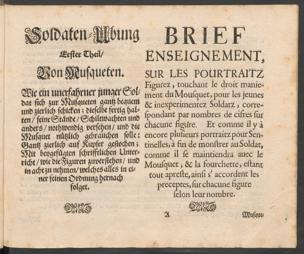 Soldaten-Übung
Erster Theil/
Von Musqueten.
Wie ein unerfahrner junger Sol-
dat sich zur Musqueten gantz bequem
und zierlich schicken: dieselbe fertig hal-
ten / seine Stände / Schilwachten und
anders / nothwendig versehen / und die
Musquet nützlich gebrauchen solle:
Gantz zierlich auf Kupfer gestochen;
Mit beygefügten schrifftlichen Unter-
richt / wie die Figuren zuverstehen / und
in acht zu nehmen / welches alles in ei-
ner feinen Ordnung hernach
folget.
BRIEF
ENSEIGNEMENT,
SUR LES POURTRAITZ
Figurez, touchant le droit manie-
ment du Mousquet, pour les jeunes
& inexperimentez Soldatz, corre-
spondant par nombres de cifres sur
chacune figure. Et comme il y à
encore plusieurs portraitz pour Sen-
tinelles, à fin de monstrer au Soldat,
comme il se maintiendra avec le
Mousquet, & la fourchette, estant
tout apreste, ainsi s'accordent les
preceptes, sur chacune figure
selon leur nombre.
A